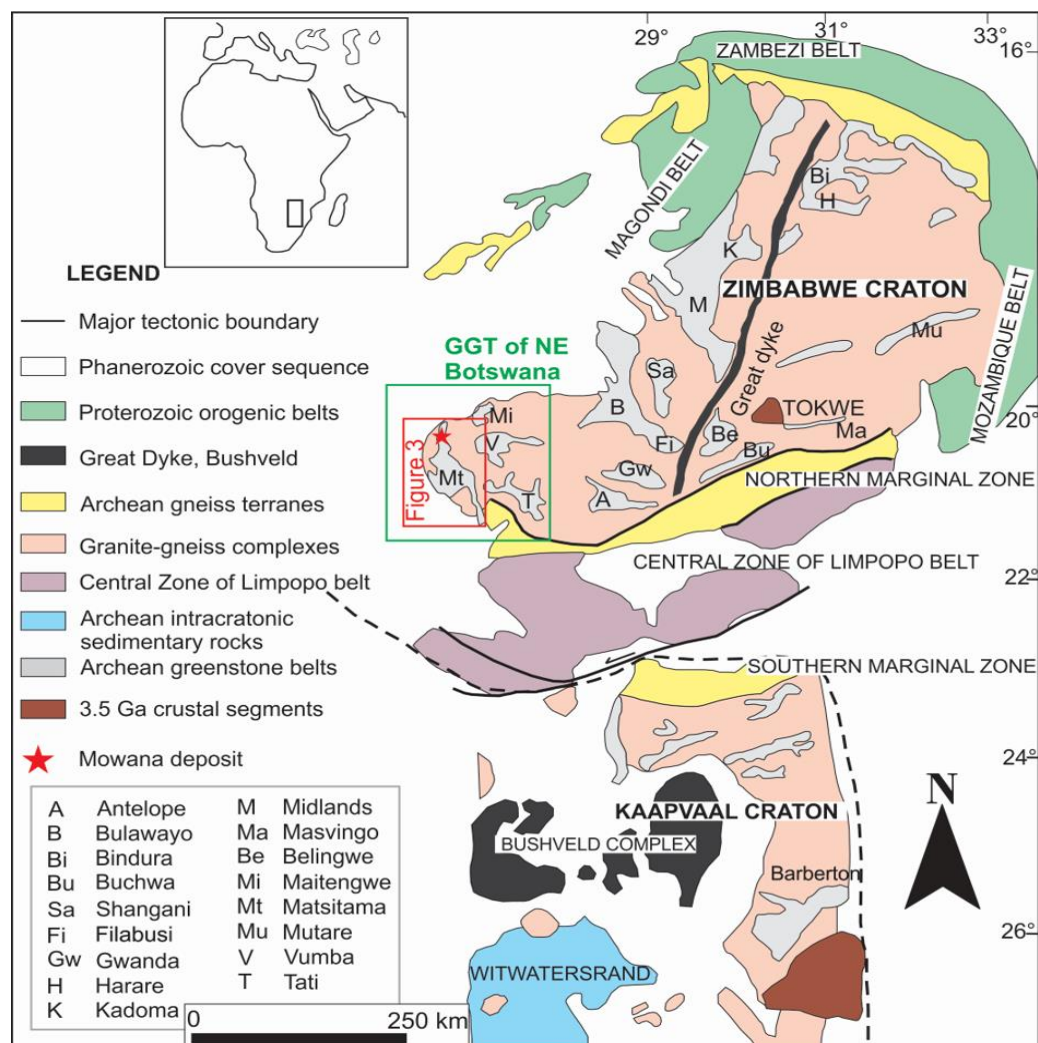 29°
31°
33°
16°
ZAMBEZI BELT
MAGONDI BELT
Bi
H
K
LEGEND
ZIMBABWE CRATON
M
Major tectonic boundary
Mu
MOZAMBIQUE BELT
GGT of NE
Botswana
Great dyke
Phanerozoic cover sequence
Sa
Proterozoic orogenic belts
B
TOKWE
20°
Mi
Ma
Be
V
Fi
Bu
Great Dyke, Bushveld
Gw
Mt
NORTHERN MARGINAL ZONE
Figure 3
T
A
Archean gneiss terranes
Granite-gneiss complexes
CENTRAL ZONE OF LIMPOPO BELT
22°
Central Zone of Limpopo belt
Archean intracratonic
sedimentary rocks
Archean greenstone belts
SOUTHERN MARGINAL ZONE
3.5 Ga crustal segments
Mowana deposit
24°
N
KAAPVAAL CRATON
BUSHVELD COMPLEX
Barberton
26°
WITWATERSRAND
A Antelope M Midlands
B Bulawayo Ma Masvingo
Bi Bindura Be Belingwe
Bu Buchwa Mi Maitengwe
Sa Shangani Mt Matsitama
Fi Filabusi Mu Mutare
Gw Gwanda V Vumba
H Harare T Tati
K Kadoma
0 250 km